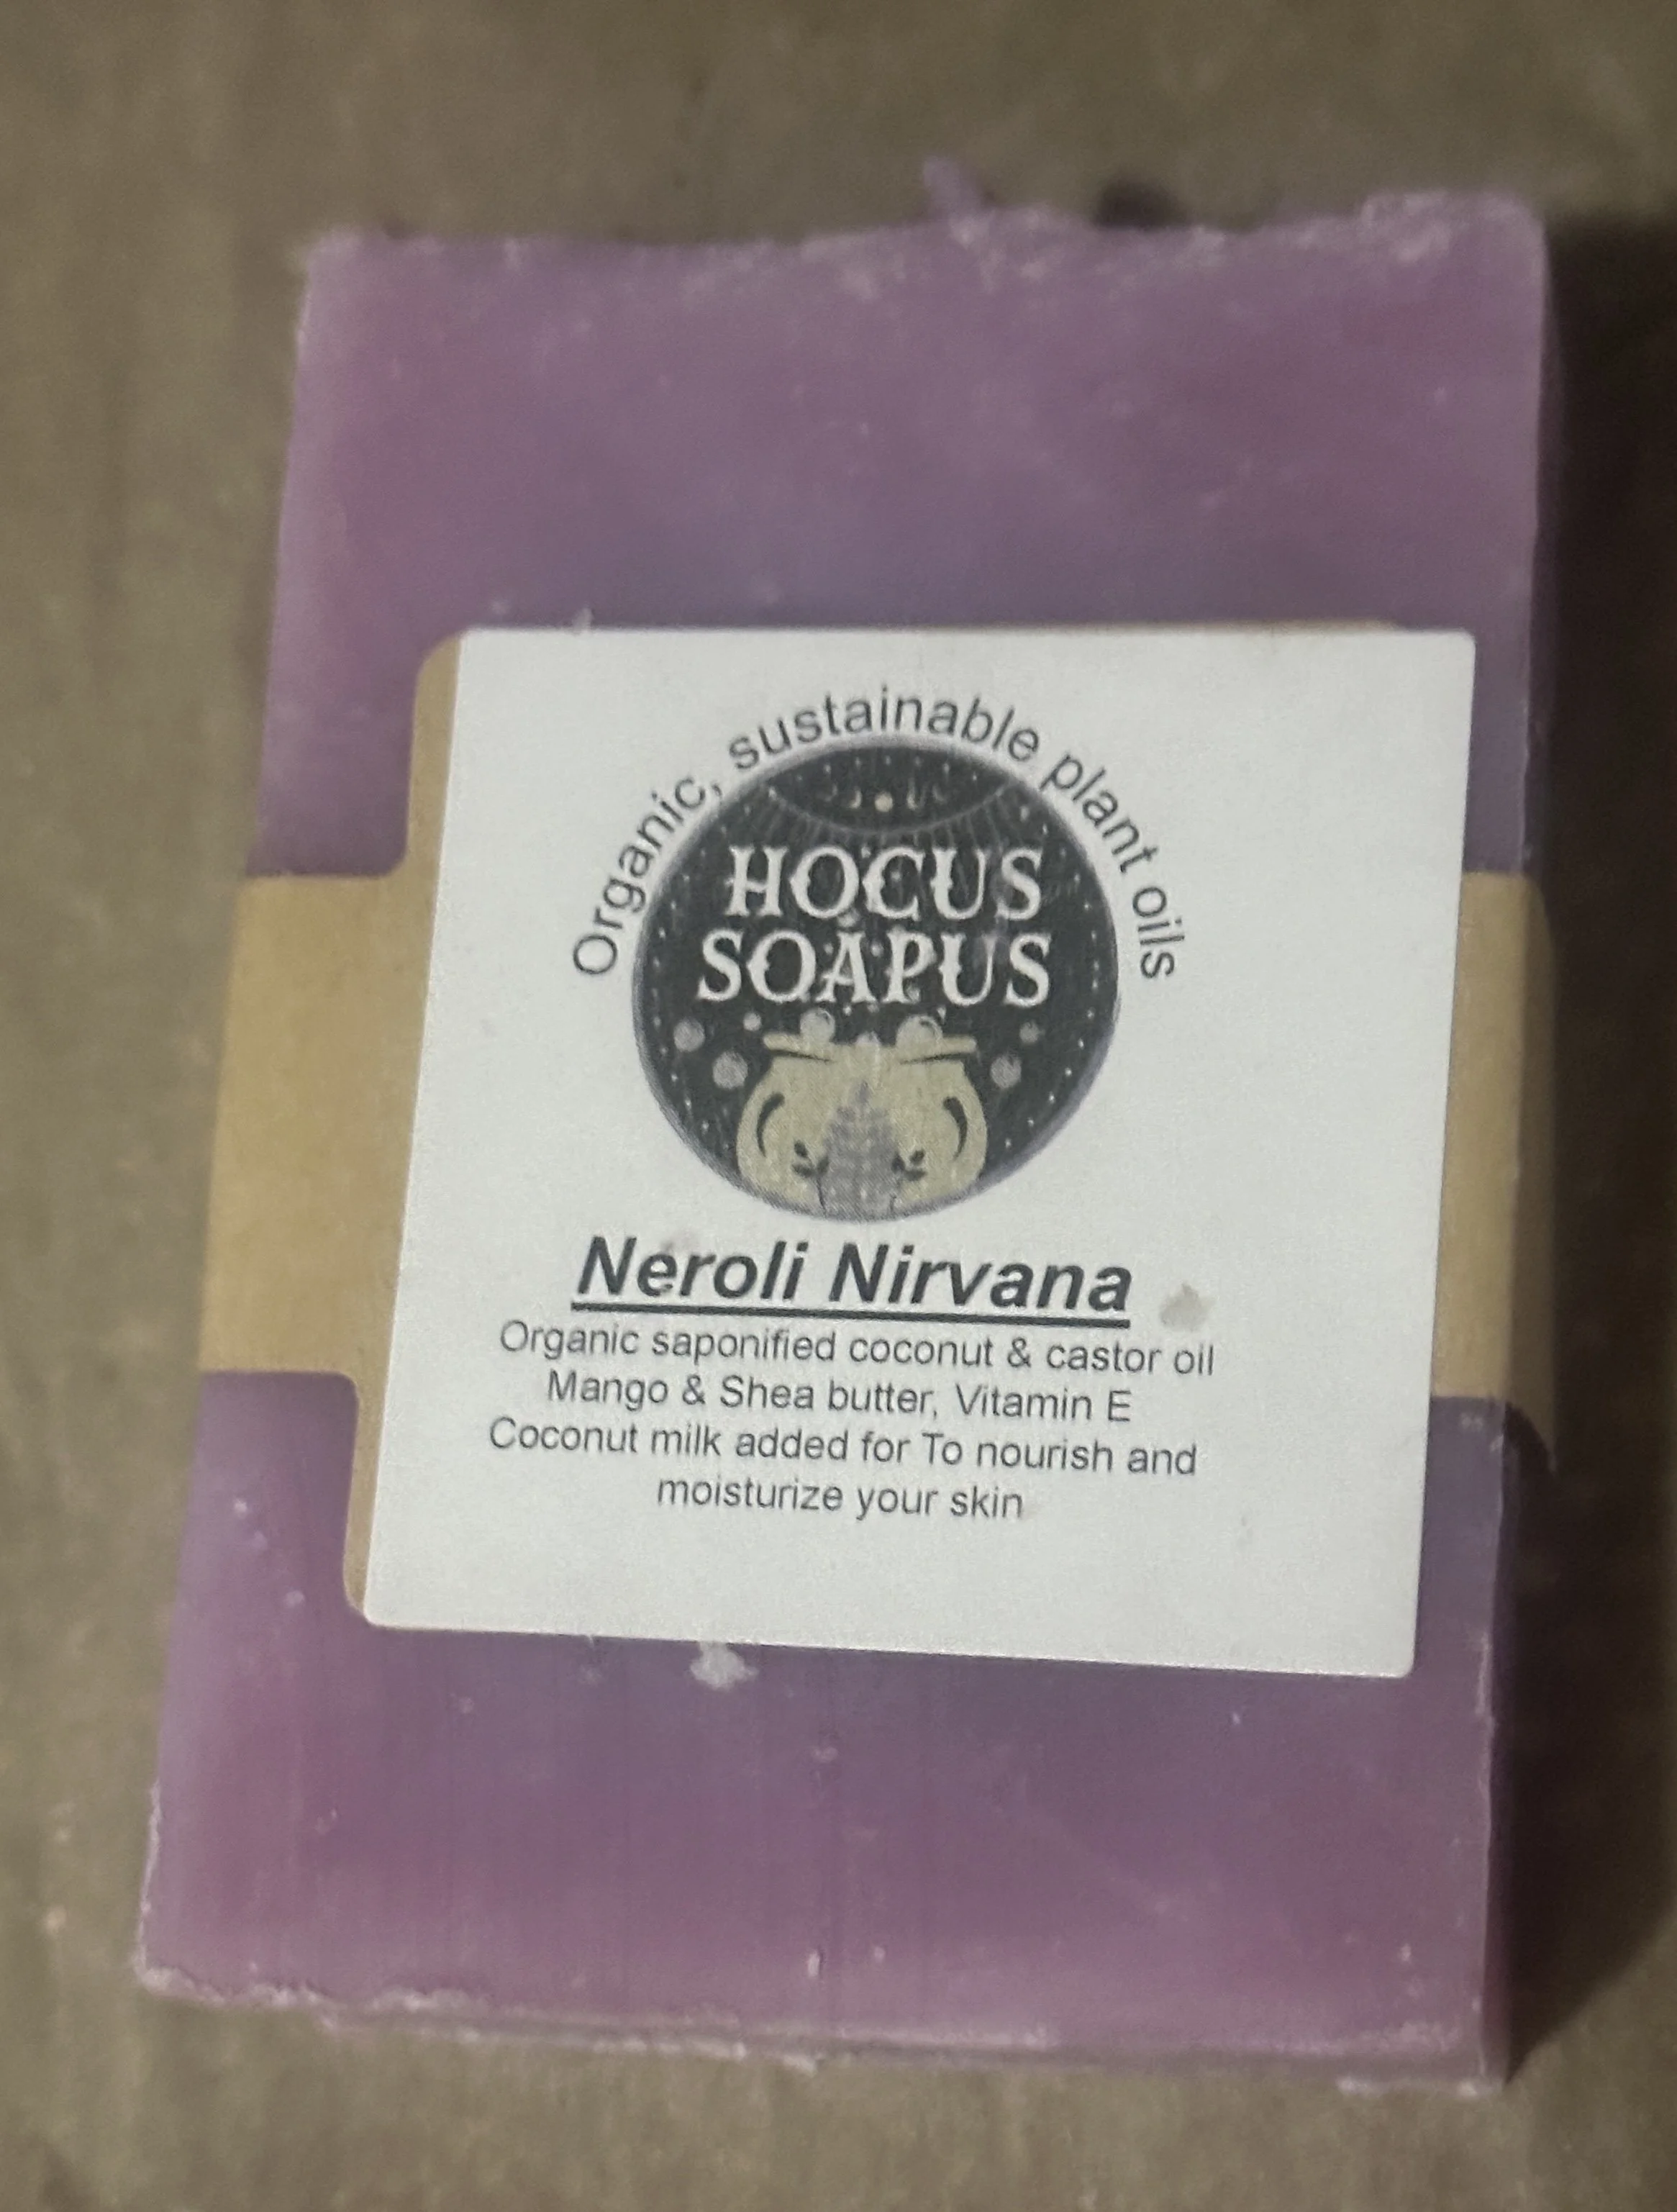 Organic, sustainable plant oils
HOCUS
SOAPUS
Neroli Nirvana
Organic saponified coconut & castor oil
Mango & Shea butter, Vitamin E
Coconut milk added for To nourish and
moisturize your skin